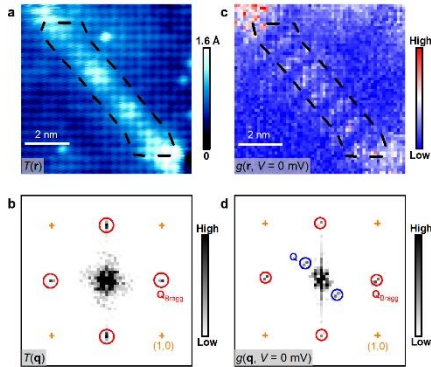 a
1.6 Å
0
2 nm
T(r)
c
High
Low
2 nm
g(r, V = 0 mV)
b
High
Low
Q_Bragg
(1,0)
T(q)
d
High
Low
Q
Q_Bragg
(1,0)
g(q, V = 0 mV)